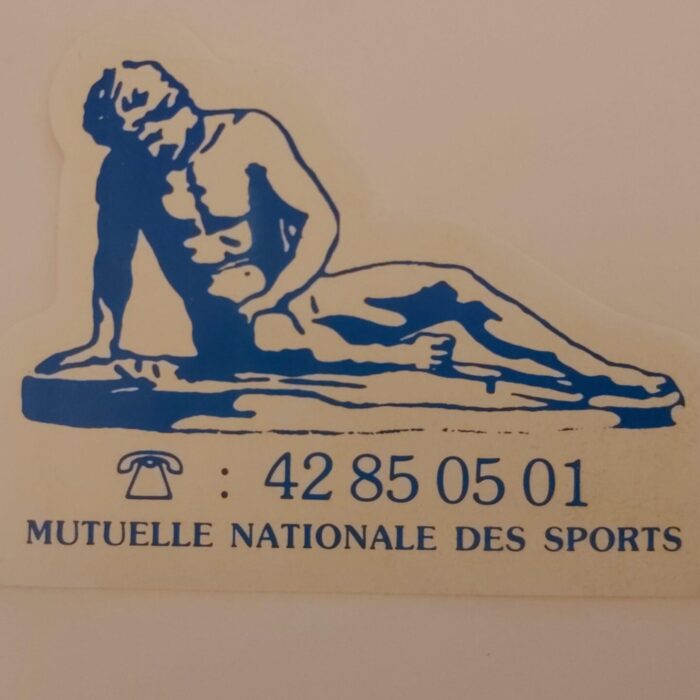 ☎ : 42 85 05 01
MUTUELLE NATIONALE DES SPORTS